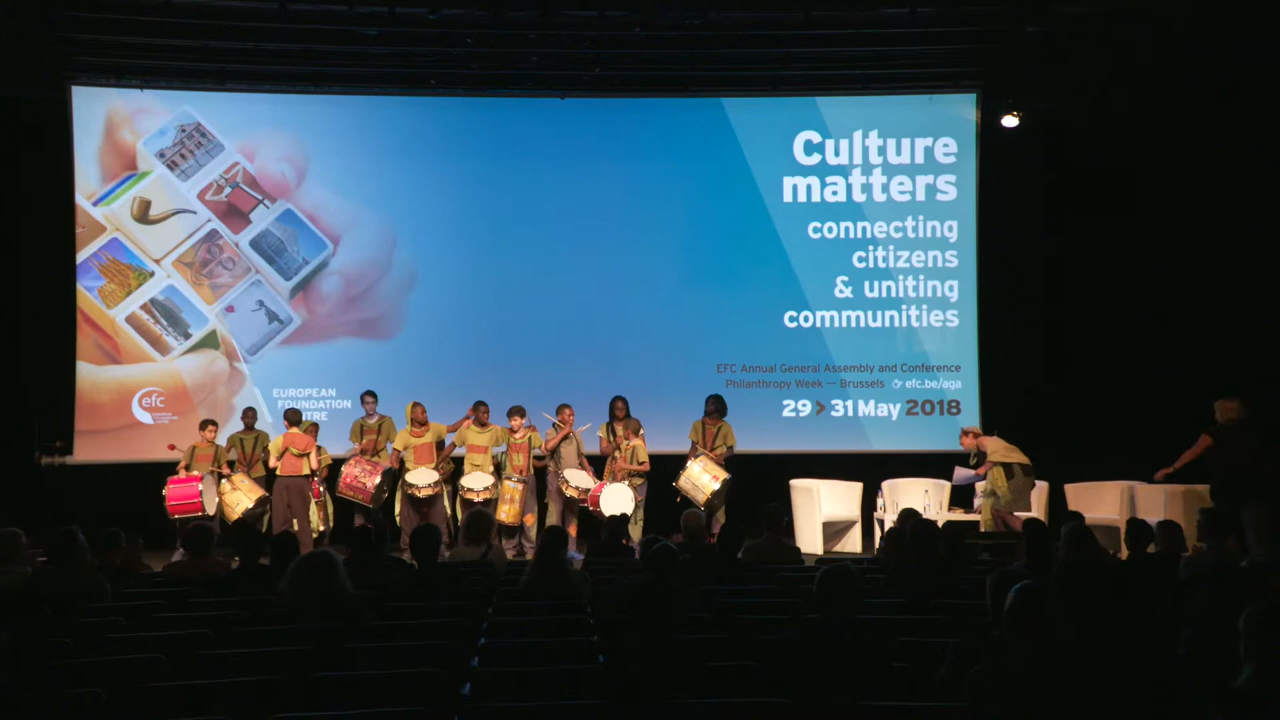 Culture
matters
connecting
citizens
& uniting
communities
EFC Annual General Assembly and Conference
Philanthropy Week — Brussels efc.be/aga
29 > 31 May 2018
efc
EUROPEAN
FOUNDATION